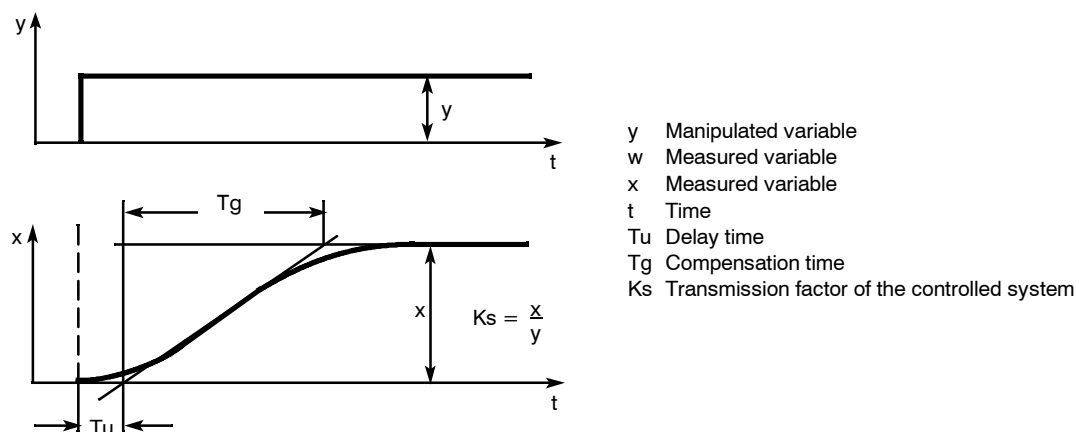 y
y
t
Tg
x
x
Ks = x/y
t
Tu
y Manipulated variable
w Measured variable
x Measured variable
t Time
Tu Delay time
Tg Compensation time
Ks Transmission factor of the controlled system